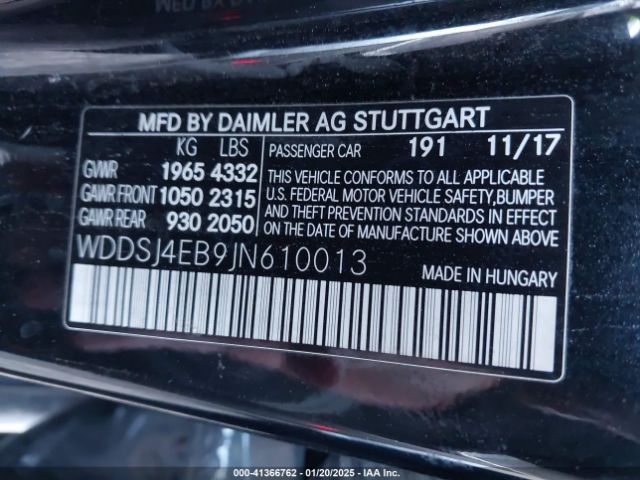 MFD BY DAIMLER AG STUTTGART
KG LBS
GVWR 1965 4332
GAWR FRONT 1050 2315
GAWR REAR 930 2050
PASSENGER CAR 191 11/17
THIS VEHICLE CONFORMS TO ALL APPLICABLE
U.S. FEDERAL MOTOR VEHICLE SAFETY,BUMPER
AND THEFT PREVENTION STANDARDS IN EFFECT
ON THE DATE OF MANUFACTURE SHOWN ABOVE.
WDDSJ4EB9JN610013
MADE IN HUNGARY
000-41366762 - 01/20/2025 - IAA Inc.